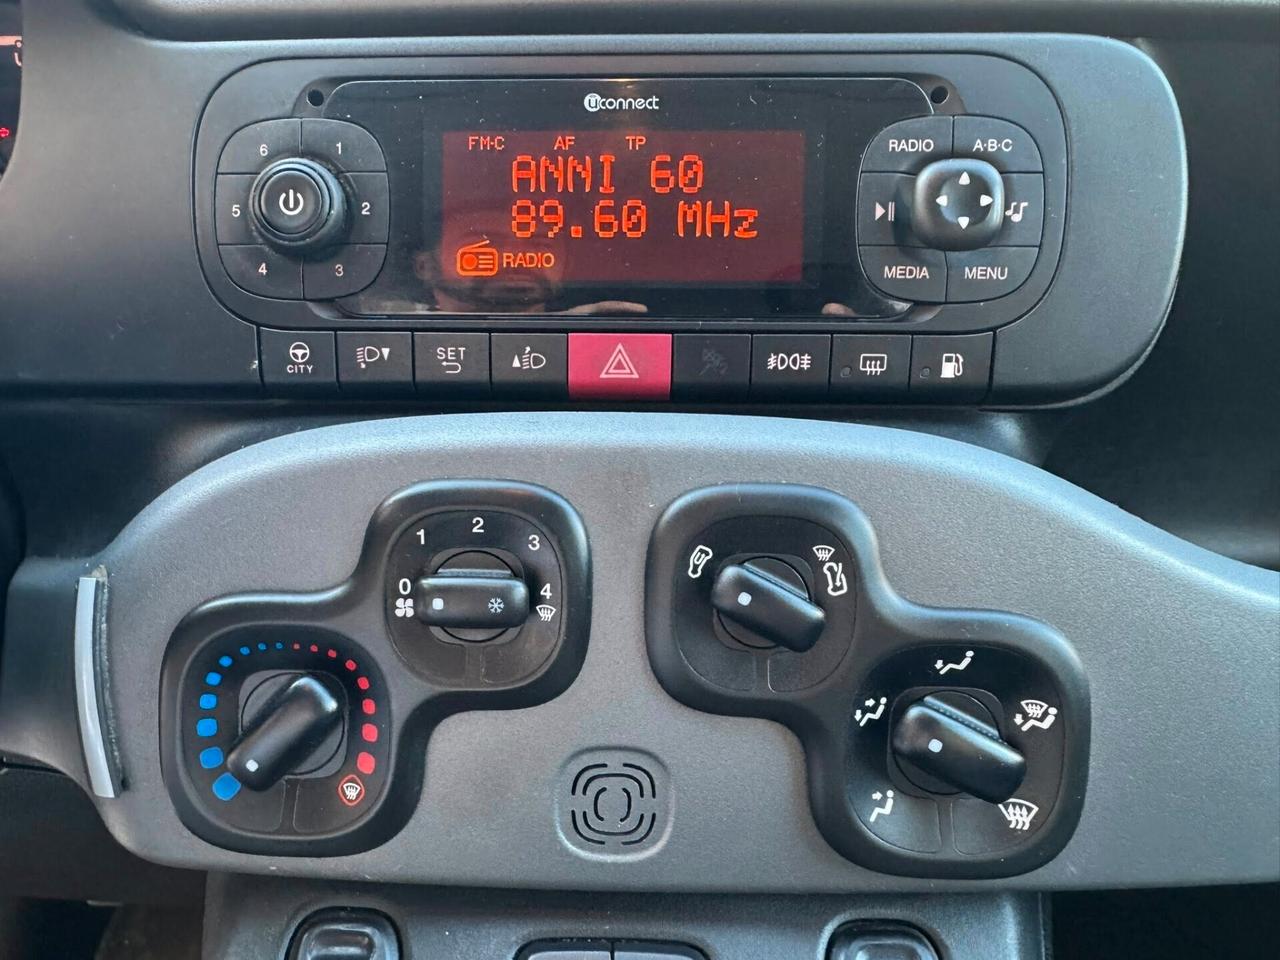 uconnect
FM-C AF TP
ANNI 60
89.60 MHz
RADIO
6 1
5 2
4 3
RADIO A·B·C
MEDIA MENU
CITY
SET
0 1 2 3 4